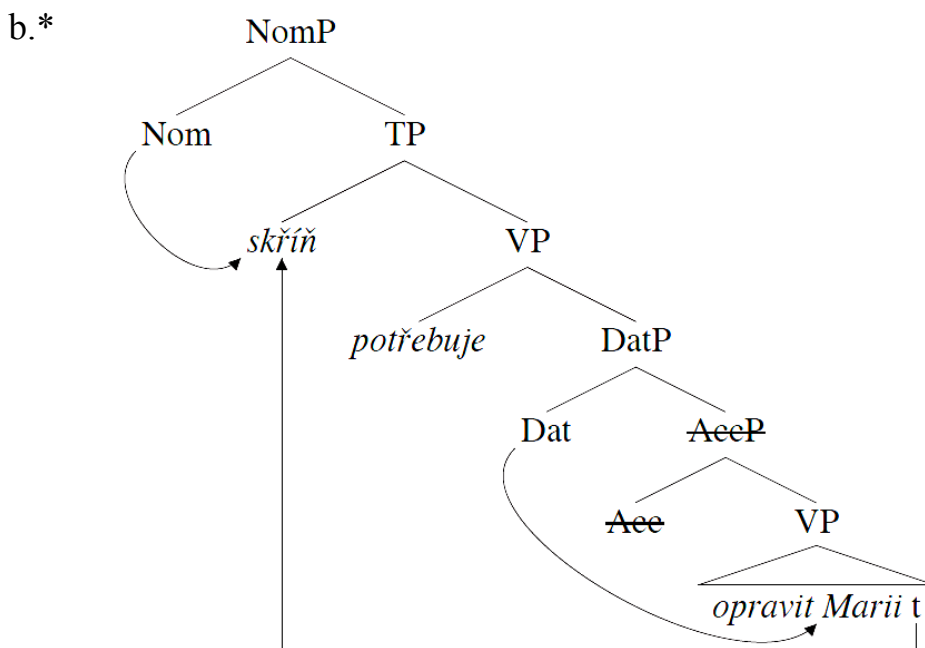 b.*
NomP
Nom TP
skříň VP
potřebuje DatP
Dat AccP
Acc VP
opravit Marii t